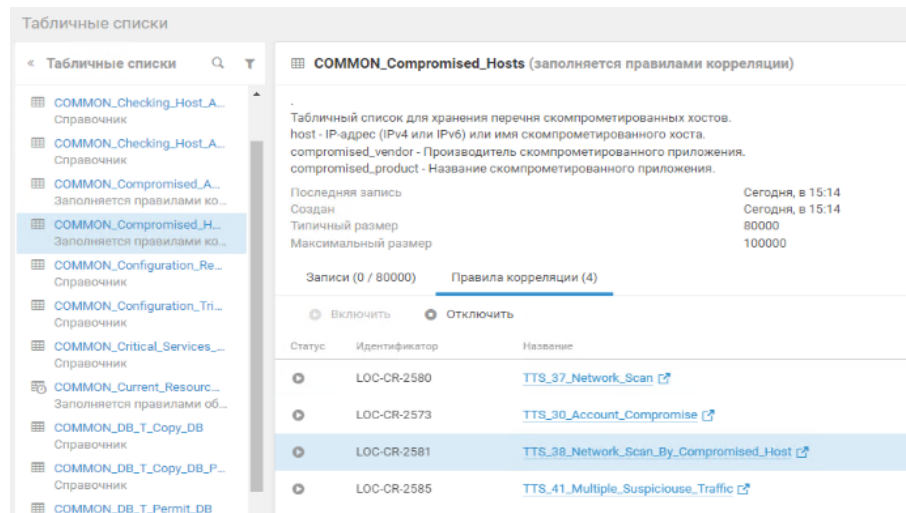 Табличные списки
« Табличные списки
COMMON_Checking_Host_A...
Справочник
COMMON_Checking_Host_A...
Справочник
COMMON_Compromised_A...
Заполняется правилами ко...
COMMON_Compromised_H...
Заполняется правилами ко...
COMMON_Configuration_Re...
Справочник
COMMON_Configuration_Tri...
Справочник
COMMON_Critical_Services_...
Справочник
COMMON_Current_Resourc...
Заполняется правилами об...
COMMON_DB_T_Copy_DB
Справочник
COMMON_DB_T_Copy_DB_P...
Справочник
COMMON_DB_T_Permit_DB
COMMON_Compromised_Hosts (заполняется правилами корреляции)
.
Табличный список для хранения перечня скомпрометированных хостов.
host - IP-адрес (IPv4 или IPv6) или имя скомпрометированного хоста.
compromised_vendor - Производитель скомпрометированного приложения.
compromised_product - Название скомпрометированного приложения.
Последняя запись Сегодня, в 15:14
Создан Сегодня, в 15:14
Типичный размер 80000
Максимальный размер 100000
Записи (0 / 80000) Правила корреляции (4)
Включить Отключить
Статус Идентификатор Название
LOC-CR-2580 TTS_37_Network_Scan
LOC-CR-2573 TTS_30_Account_Compromise
LOC-CR-2581 TTS_38_Network_Scan_By_Compromised_Host
LOC-CR-2585 TTS_41_Multiple_Suspiciouse_Traffic